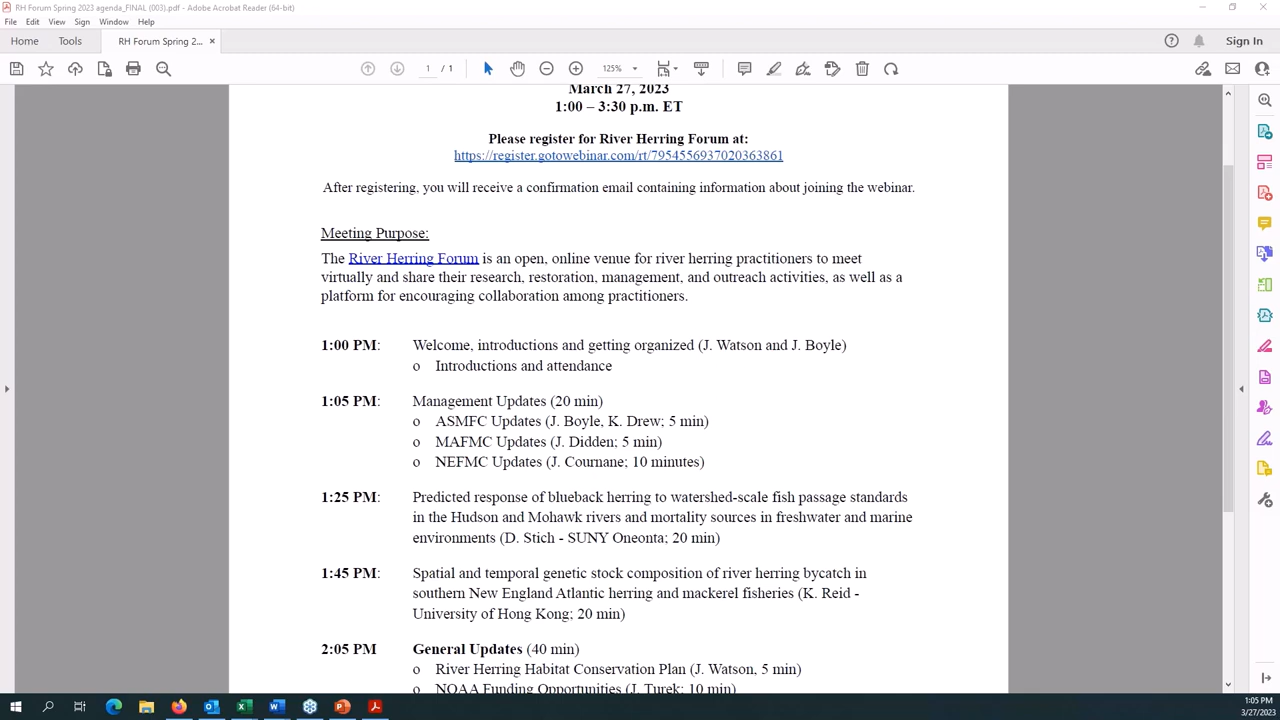 RH Forum Spring 2023 agenda_FINAL (003).pdf - Adobe Acrobat Reader (64-bit)
File Edit View Sign Window Help
Home Tools RH Forum Spring 2... × Sign In
1 / 1 125%
March 27, 2023
1:00 – 3:30 p.m. ET
Please register for River Herring Forum at:
https://register.gotowebinar.com/rt/7954556937020363861
After registering, you will receive a confirmation email containing information about joining the webinar.
Meeting Purpose:
The River Herring Forum is an open, online venue for river herring practitioners to meet
virtually and share their research, restoration, management, and outreach activities, as well as a
platform for encouraging collaboration among practitioners.
1:00 PM: Welcome, introductions and getting organized (J. Watson and J. Boyle)
o Introductions and attendance
1:05 PM: Management Updates (20 min)
o ASMFC Updates (J. Boyle, K. Drew; 5 min)
o MAFMC Updates (J. Didden; 5 min)
o NEFMC Updates (J. Cournane; 10 minutes)
1:25 PM: Predicted response of blueback herring to watershed-scale fish passage standards
in the Hudson and Mohawk rivers and mortality sources in freshwater and marine
environments (D. Stich - SUNY Oneonta; 20 min)
1:45 PM: Spatial and temporal genetic stock composition of river herring bycatch in
southern New England Atlantic herring and mackerel fisheries (K. Reid -
University of Hong Kong; 20 min)
2:05 PM General Updates (40 min)
o River Herring Habitat Conservation Plan (J. Watson, 5 min)
o NOAA Funding Opportunities (J. Turek; 10 min)
1:05 PM
3/27/2023